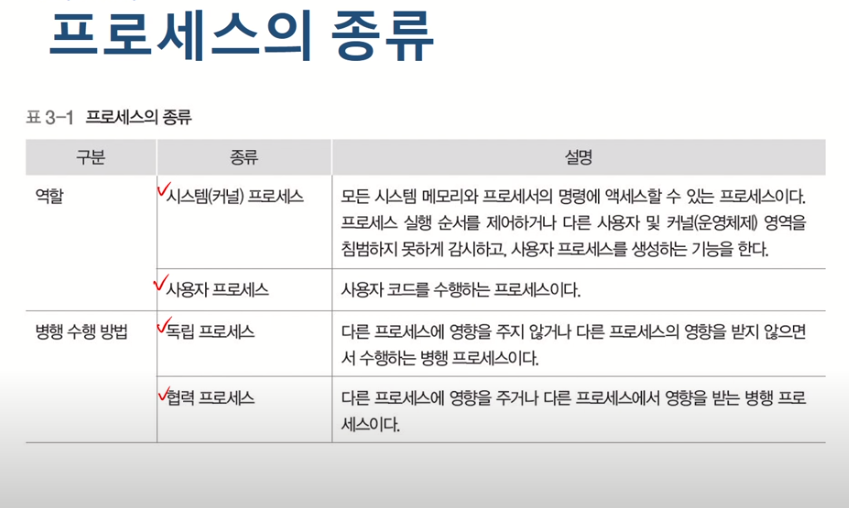 프로세스의 종류
표 3-1 프로세스의 종류
구분 종류 설명
역할 시스템(커널) 프로세스 모든 시스템 메모리와 프로세서의 명령에 액세스할 수 있는 프로세스이다.
프로세스 실행 순서를 제어하거나 다른 사용자 및 커널(운영체제) 영역을
침범하지 못하게 감시하고, 사용자 프로세스를 생성하는 기능을 한다.
사용자 프로세스 사용자 코드를 수행하는 프로세스이다.
병행 수행 방법 독립 프로세스 다른 프로세스에 영향을 주지 않거나 다른 프로세스의 영향을 받지 않으면
서 수행하는 병행 프로세스이다.
협력 프로세스 다른 프로세스에 영향을 주거나 다른 프로세스에서 영향을 받는 병행 프로
세스이다.